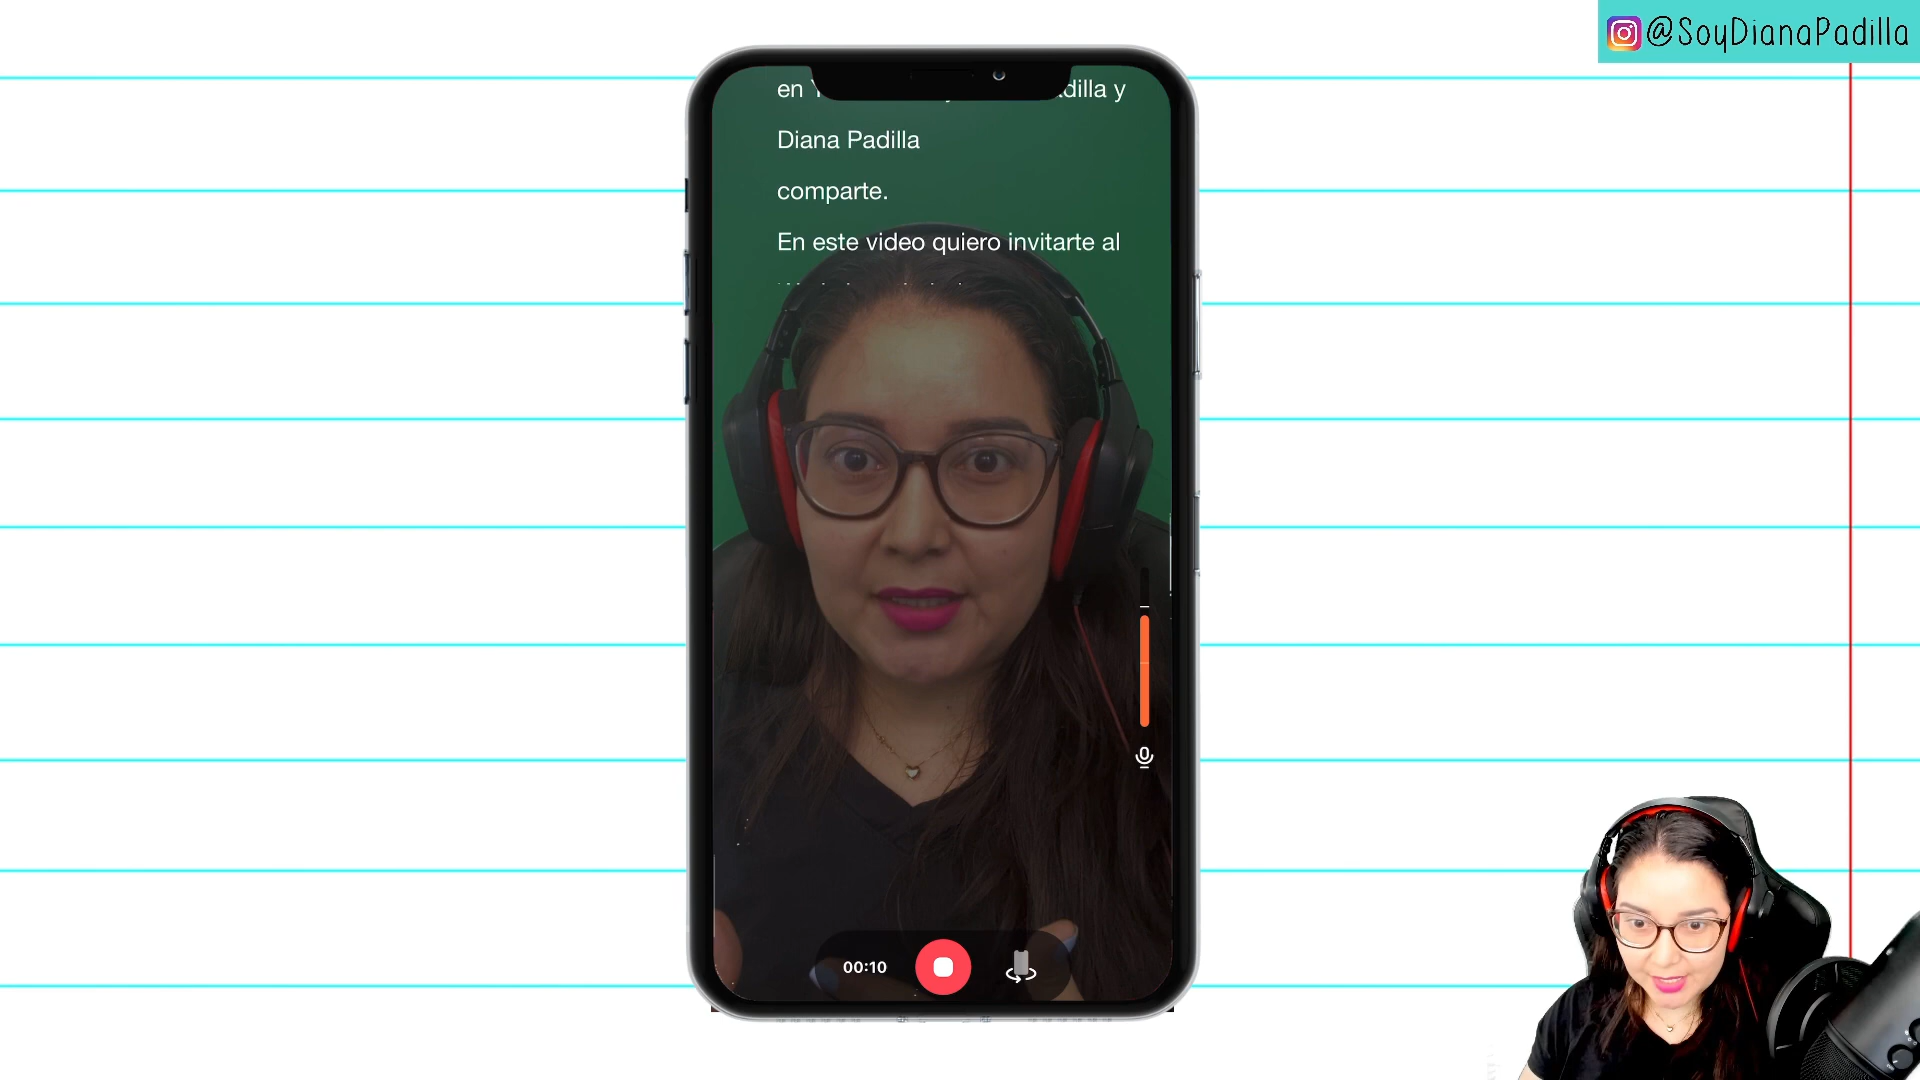 @SoyDianaPadilla
en dilla y
Diana Padilla
comparte.
En este video quiero invitarte al
00:10